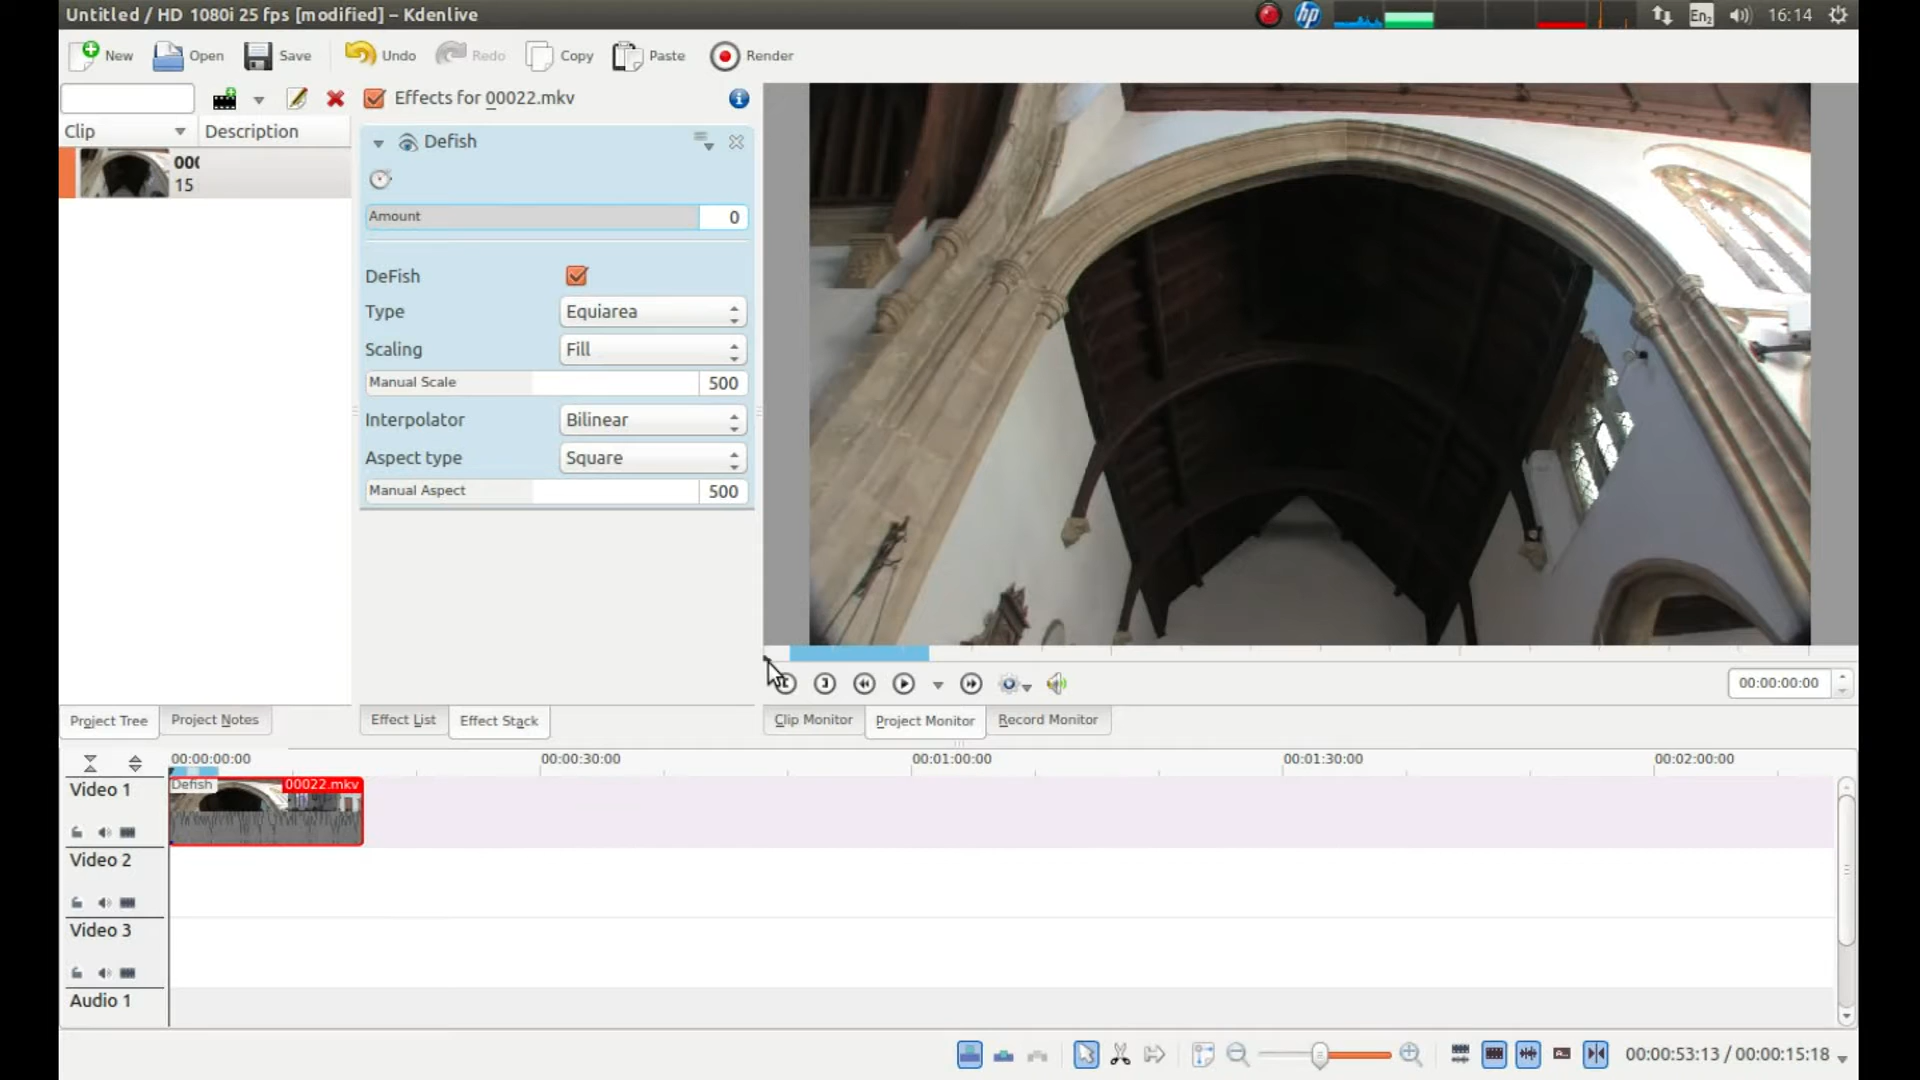 Untitled / HD 1080i 25 fps [modified] – Kdenlive
hp
En2
16:14
New
Open
Save
Undo
Redo
Copy
Paste
Render
Effects for 00022.mkv
Clip
Description
15
Defish
Amount
0
DeFish
Type
Equiarea
Scaling
Fill
Manual Scale
500
Interpolator
Bilinear
Aspect type
Square
Manual Aspect
500
00:00:00:00
Project Tree
Project Notes
Effect List
Effect Stack
Clip Monitor
Project Monitor
Record Monitor
00:00:00:00
00:00:30:00
00:01:00:00
00:01:30:00
00:02:00:00
Video 1
Defish
00022.mkv
Video 2
Video 3
Audio 1
00:00:53:13 / 00:00:15:18